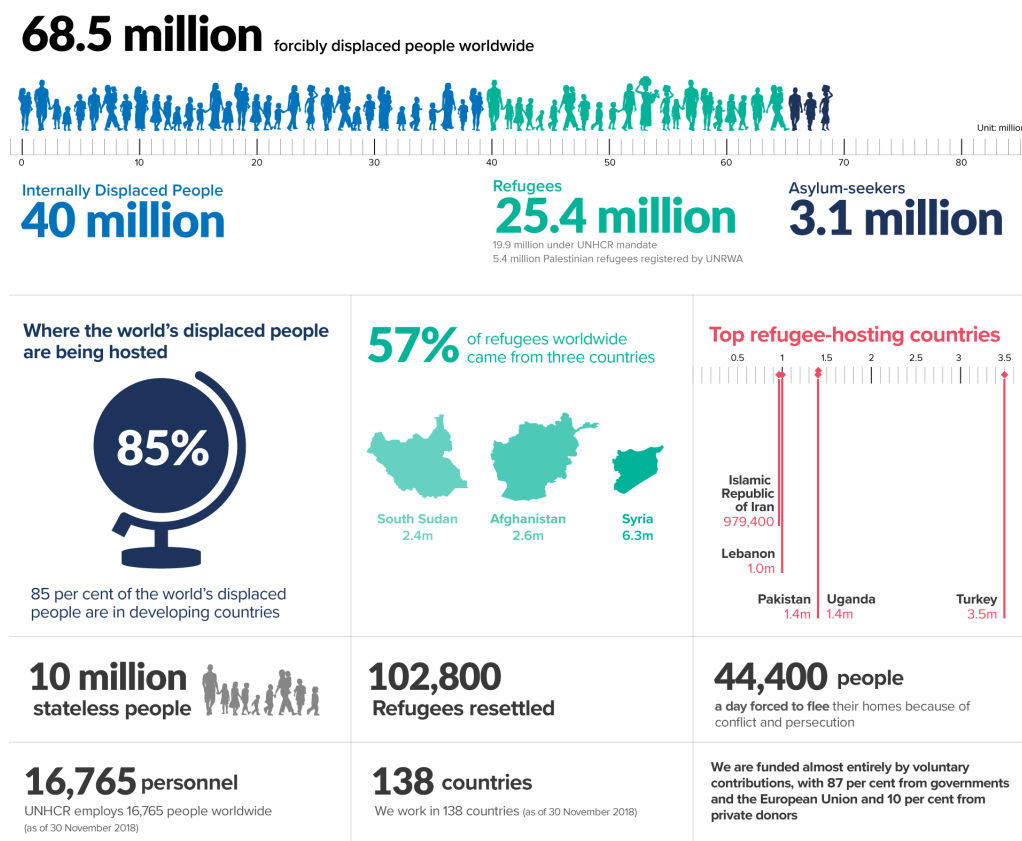 68.5 million forcibly displaced people worldwide
Unit: million
0 10 20 30 40 50 60 70 80
Internally Displaced People
40 million
Refugees
25.4 million
19.9 million under UNHCR mandate
5.4 million Palestinian refugees registered by UNRWA
Asylum-seekers
3.1 million
Where the world's displaced people
are being hosted
85%
85 per cent of the world's displaced
people are in developing countries
57% of refugees worldwide
came from three countries
South Sudan
2.4m
Afghanistan
2.6m
Syria
6.3m
Top refugee-hosting countries
0.5 1 1.5 2 2.5 3 3.5
Islamic
Republic
of Iran
979,400
Lebanon
1.0m
Pakistan
1.4m
Uganda
1.4m
Turkey
3.5m
10 million
stateless people
102,800
Refugees resettled
44,400 people
a day forced to flee their homes because of
conflict and persecution
16,765 personnel
UNHCR employs 16,765 people worldwide
(as of 30 November 2018)
138 countries
We work in 138 countries (as of 30 November 2018)
We are funded almost entirely by voluntary
contributions, with 87 per cent from governments
and the European Union and 10 per cent from
private donors